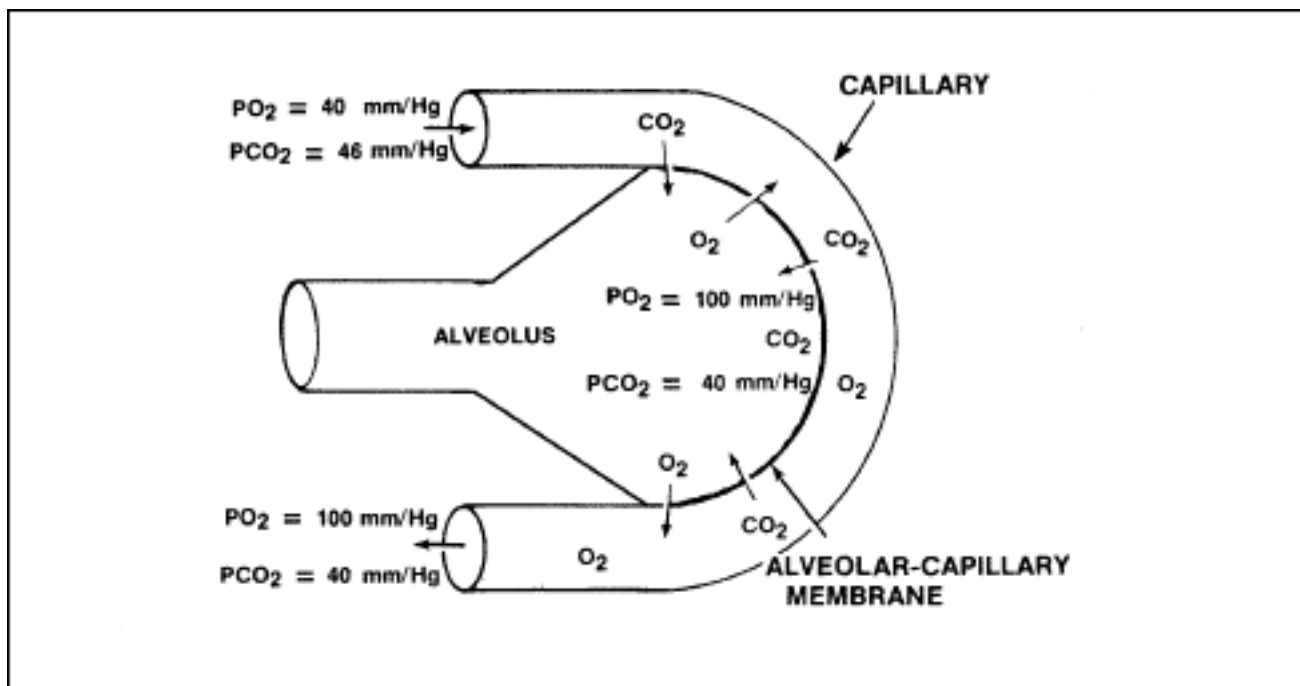 CAPILLARY
PO₂ = 40 mm/Hg
CO₂
PCO₂ = 46 mm/Hg
O₂
CO₂
PO₂ = 100 mm/Hg
ALVEOLUS
CO₂
PCO₂ = 40 mm/Hg
O₂
O₂
PO₂ = 100 mm/Hg
CO₂
O₂
PCO₂ = 40 mm/Hg
ALVEOLAR-CAPILLARY
MEMBRANE